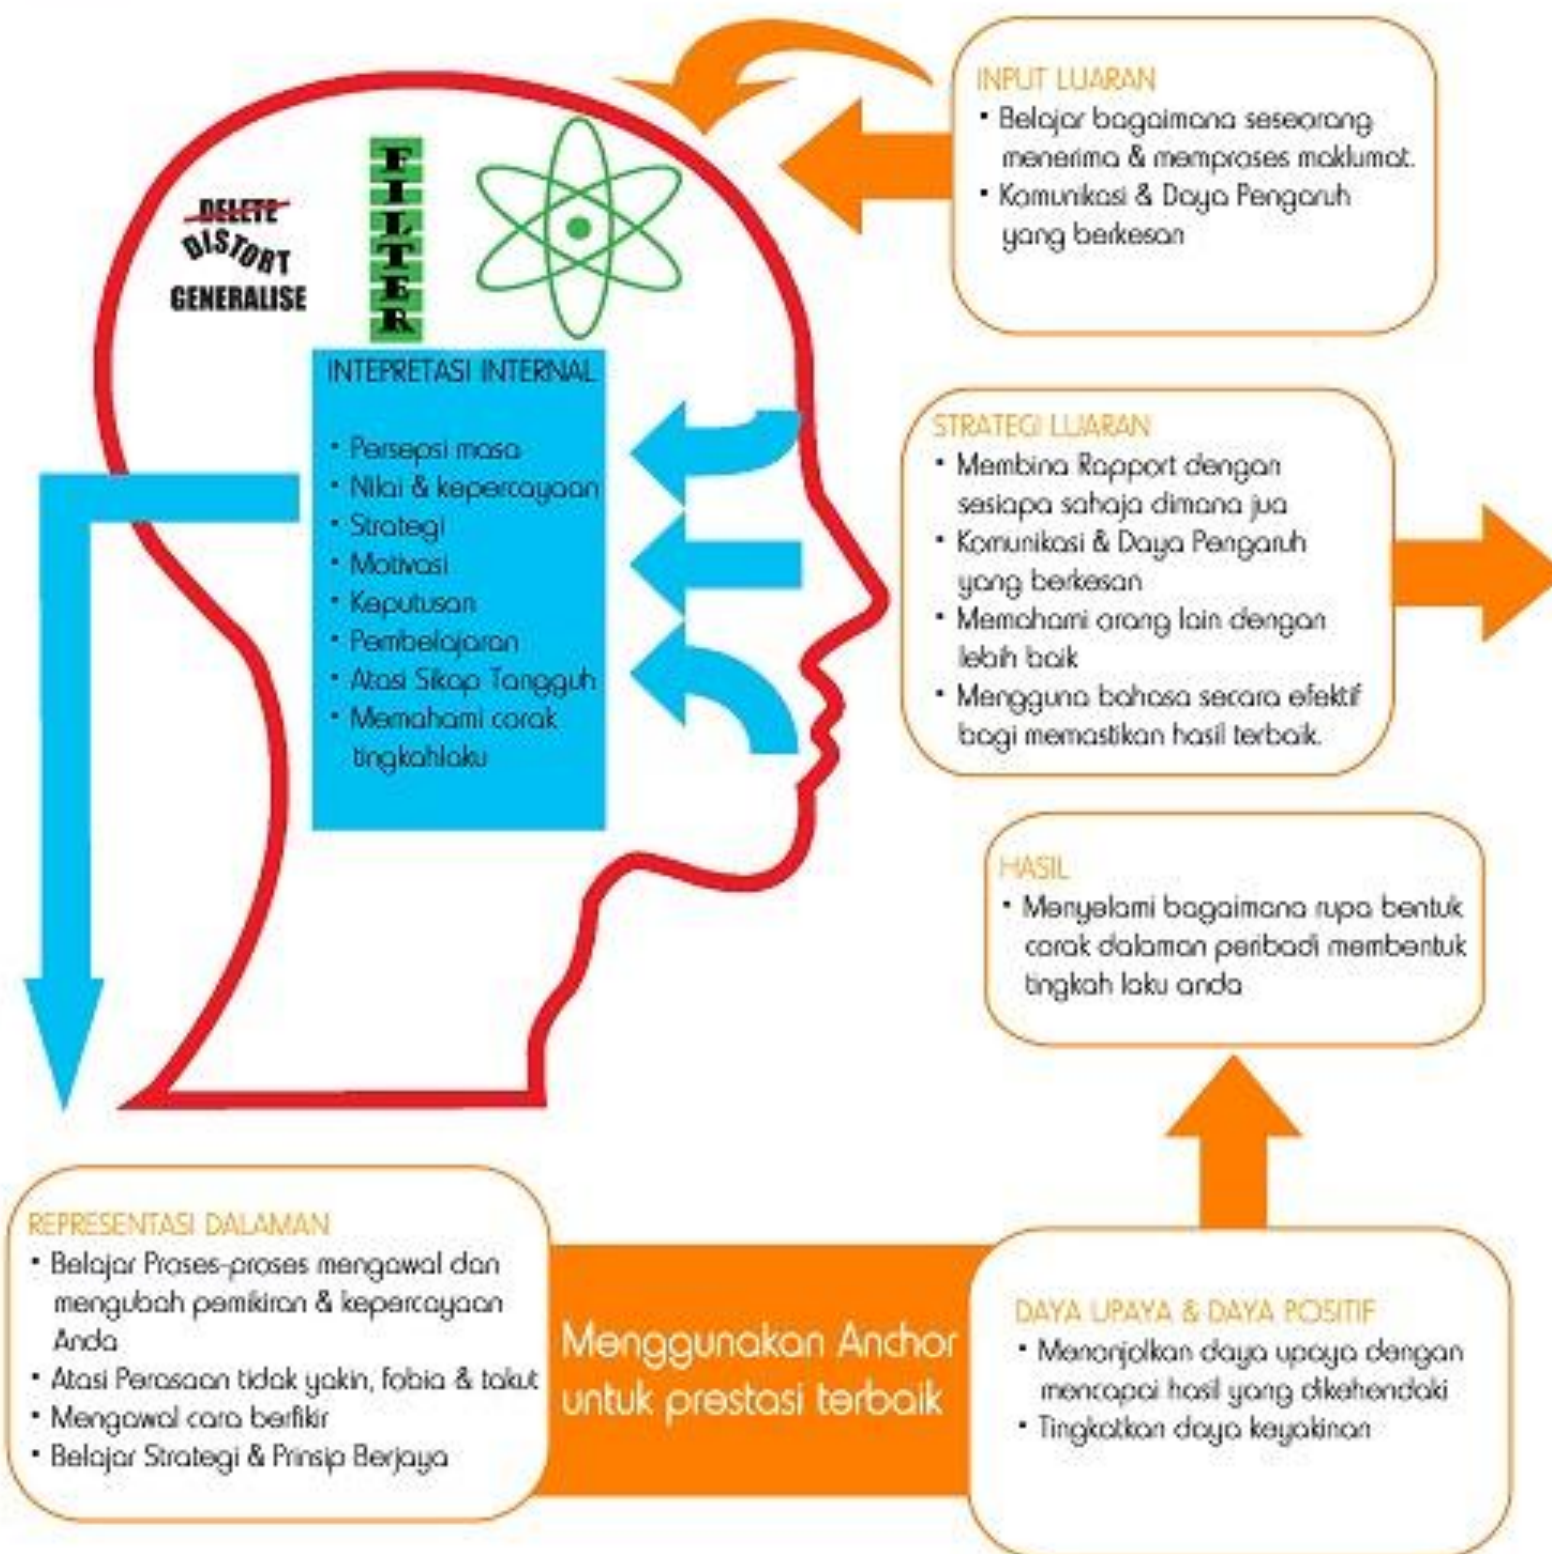 INPUT LUARAN
• Belajar bagaimana seseorang
menerima & memproses maklumat.
• Komunikasi & Daya Pengaruh
yang berkesan
DELETE
DISTORT
GENERALISE
FILTER
INTEPRETASI INTERNAL
• Persepsi masa
• Nilai & kepercayaan
• Strategi
• Motivasi
• Keputusan
• Pembelajaran
• Atasi Sikap Tangguh
• Memahami corak
tingkahlaku
STRATEGI LUARAN
• Membina Rapport dengan
sesiapa sahaja dimana jua
• Komunikasi & Daya Pengaruh
yang berkesan
• Memahami orang lain dengan
lebih baik
• Mengguna bahasa secara efektif
bagi memastikan hasil terbaik.
HASIL
• Menyelami bagaimana rupa bentuk
corak dalaman peribadi membentuk
tingkah laku anda
REPRESENTASI DALAMAN
• Belajar Proses-proses mengawal dan
mengubah pemikiran & kepercayaan
Anda
• Atasi Perasaan tidak yakin, fobia & takut
• Mengawal cara berfikir
• Belajar Strategi & Prinsip Berjaya
Menggunakan Anchor
untuk prestasi terbaik
DAYA UPAYA & DAYA POSITIF
• Menonjolkan daya upaya dengan
mencapai hasil yang dikehendaki
• Tingkatkan daya keyakinan